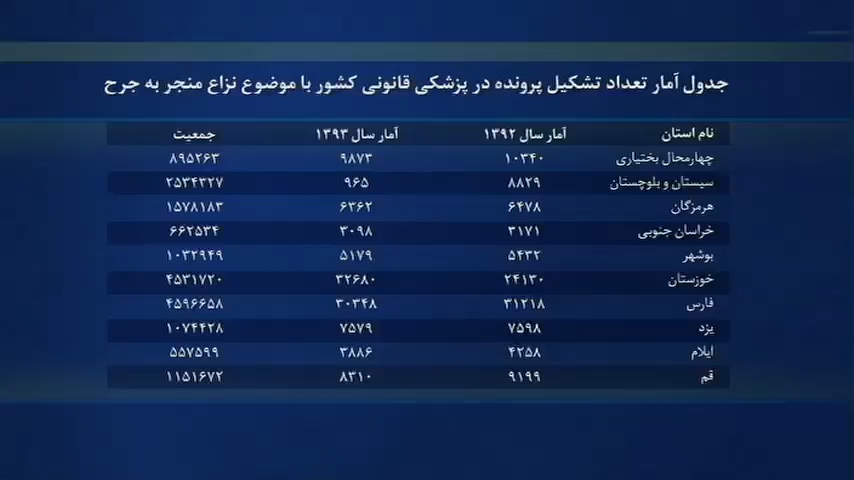 جدول آمار تعداد تشکیل پرونده در پزشکی قانونی کشور با موضوع نزاع منجر به جرح
نام استان آمار سال ۱۳۹۲ آمار سال ۱۳۹۳ جمعیت
چهارمحال بختیاری ۱۰۳۴۰ ۹۸۷۳ ۸۹۵۲۶۳
سیستان و بلوچستان ۸۸۲۹ ۹۶۵ ۲۵۳۴۳۲۷
هرمزگان ۶۴۷۸ ۶۳۶۲ ۱۵۷۸۱۸۳
خراسان جنوبی ۳۱۷۱ ۳۰۹۸ ۶۶۲۵۳۴
بوشهر ۵۴۳۲ ۵۱۷۹ ۱۰۳۲۹۴۹
خوزستان ۲۴۱۳۰ ۳۲۶۸۰ ۴۵۳۱۷۲۰
فارس ۳۱۲۱۸ ۳۰۳۴۸ ۴۵۹۶۶۵۸
یزد ۷۵۹۸ ۷۵۷۹ ۱۰۷۴۴۲۸
ایلام ۴۲۵۸ ۳۸۸۶ ۵۵۷۵۹۹
قم ۹۱۹۹ ۸۳۱۰ ۱۱۵۱۶۷۲